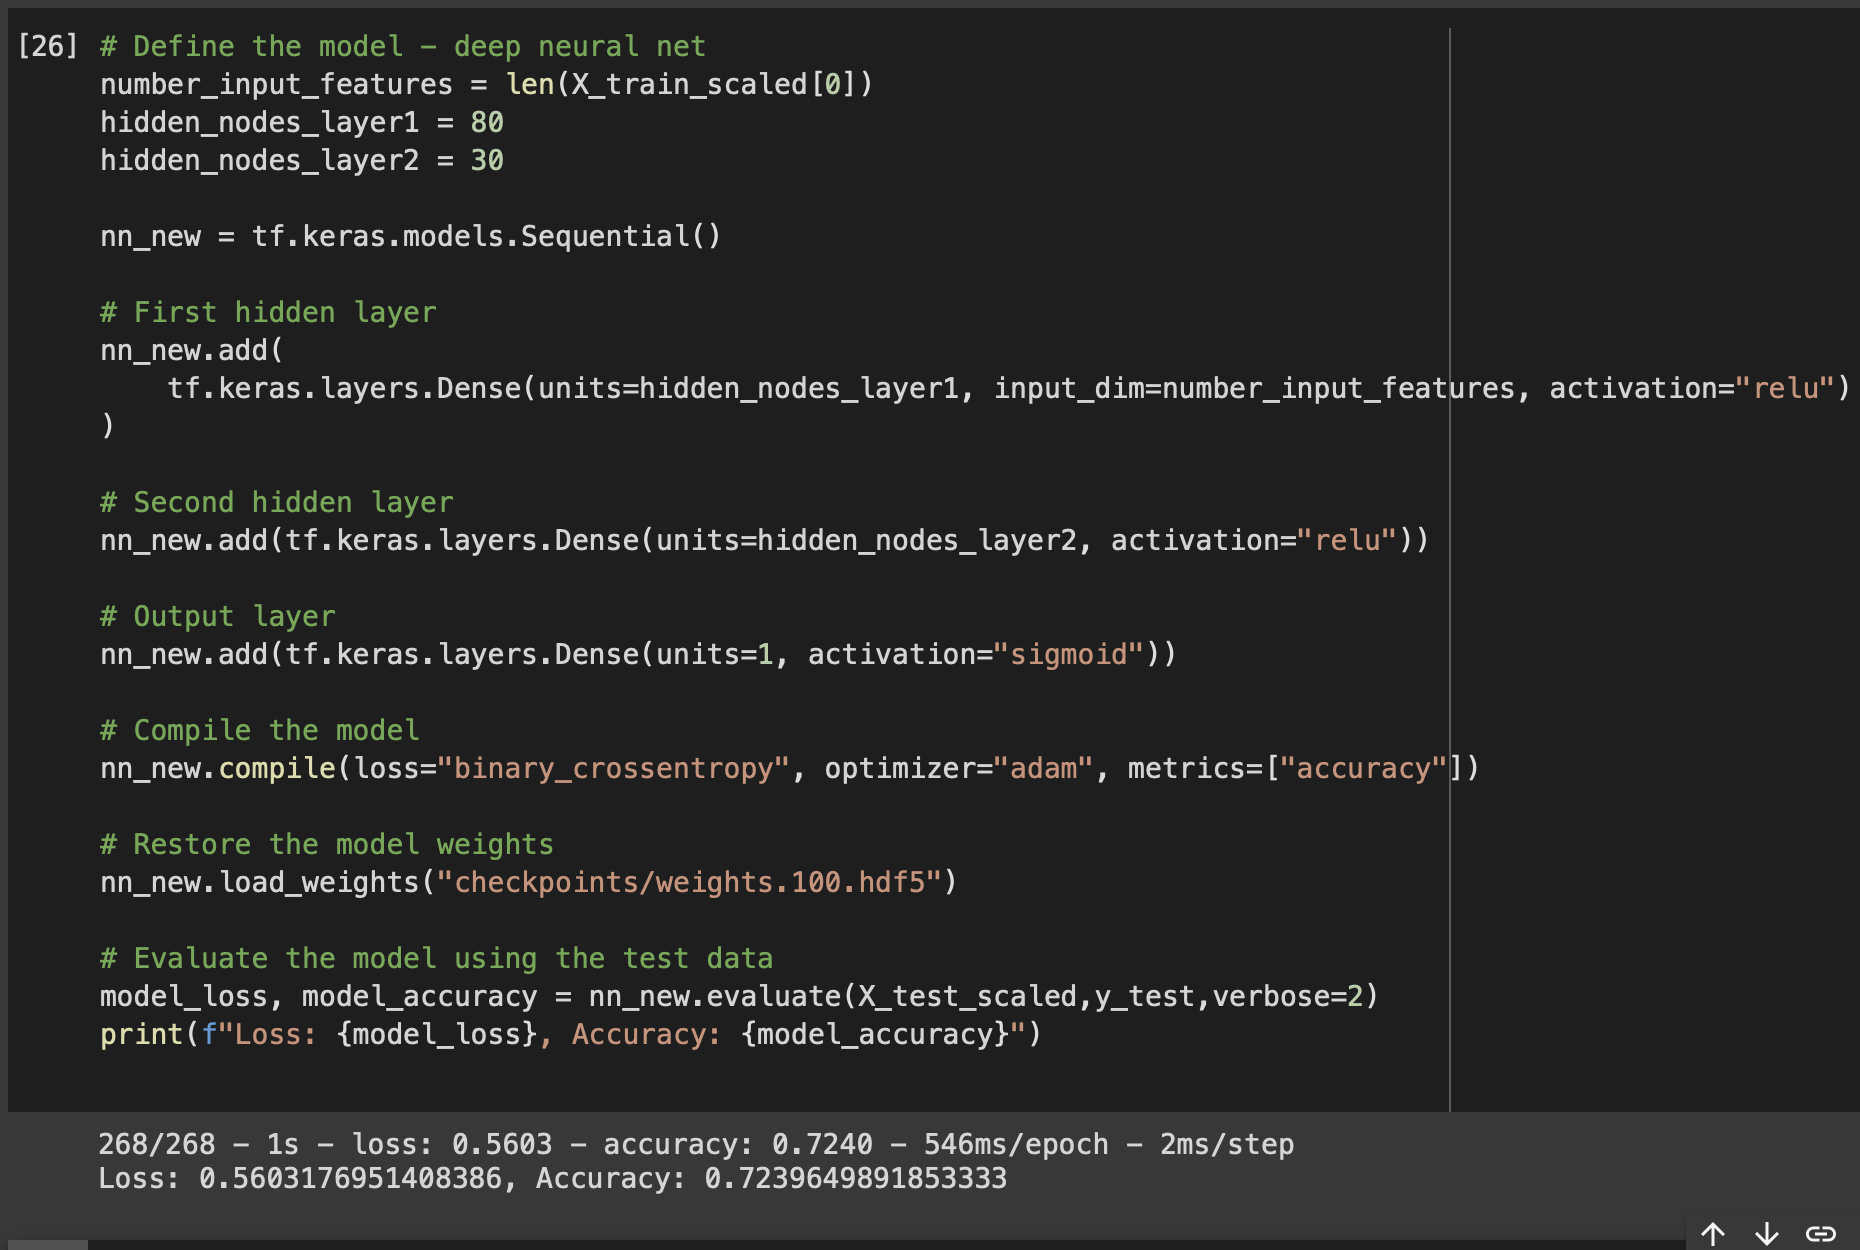 [26] # Define the model – deep neural net
number_input_features = len(X_train_scaled[0])
hidden_nodes_layer1 = 80
hidden_nodes_layer2 = 30

nn_new = tf.keras.models.Sequential()

# First hidden layer
nn_new.add(
    tf.keras.layers.Dense(units=hidden_nodes_layer1, input_dim=number_input_features, activation="relu")
)

# Second hidden layer
nn_new.add(tf.keras.layers.Dense(units=hidden_nodes_layer2, activation="relu"))

# Output layer
nn_new.add(tf.keras.layers.Dense(units=1, activation="sigmoid"))

# Compile the model
nn_new.compile(loss="binary_crossentropy", optimizer="adam", metrics=["accuracy"])

# Restore the model weights
nn_new.load_weights("checkpoints/weights.100.hdf5")

# Evaluate the model using the test data
model_loss, model_accuracy = nn_new.evaluate(X_test_scaled,y_test,verbose=2)
print(f"Loss: {model_loss}, Accuracy: {model_accuracy}")

268/268 – 1s – loss: 0.5603 – accuracy: 0.7240 – 546ms/epoch – 2ms/step
Loss: 0.5603176951408386, Accuracy: 0.7239649891853333